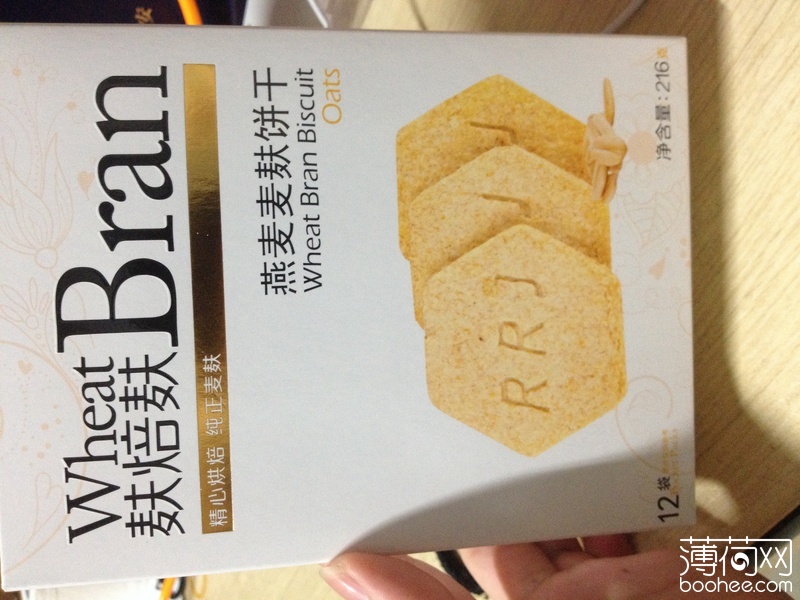 Wheat
Bran
麸焙麸
精心烘焙 纯正麦麸
燕麦麦麸饼干
Wheat Bran Biscuit
Oats
J
J
RRJ
12袋
净含量:216克
安
薄荷网
boohee.com